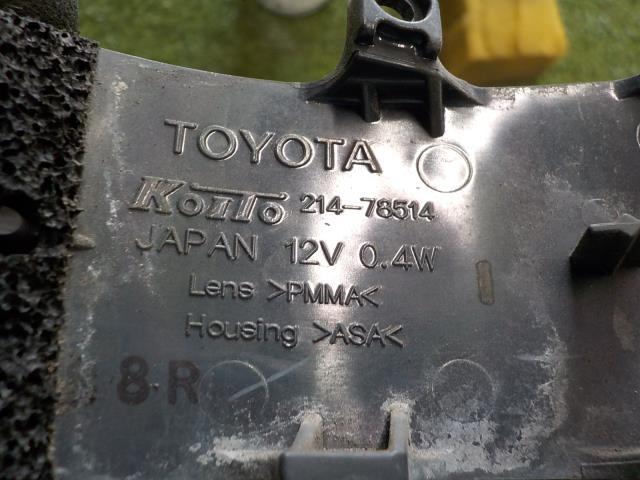 TOYOTA
KOITO 214-78514
JAPAN 12V 0.4W
Lens >PMMA<
Housing >ASA<
8-R